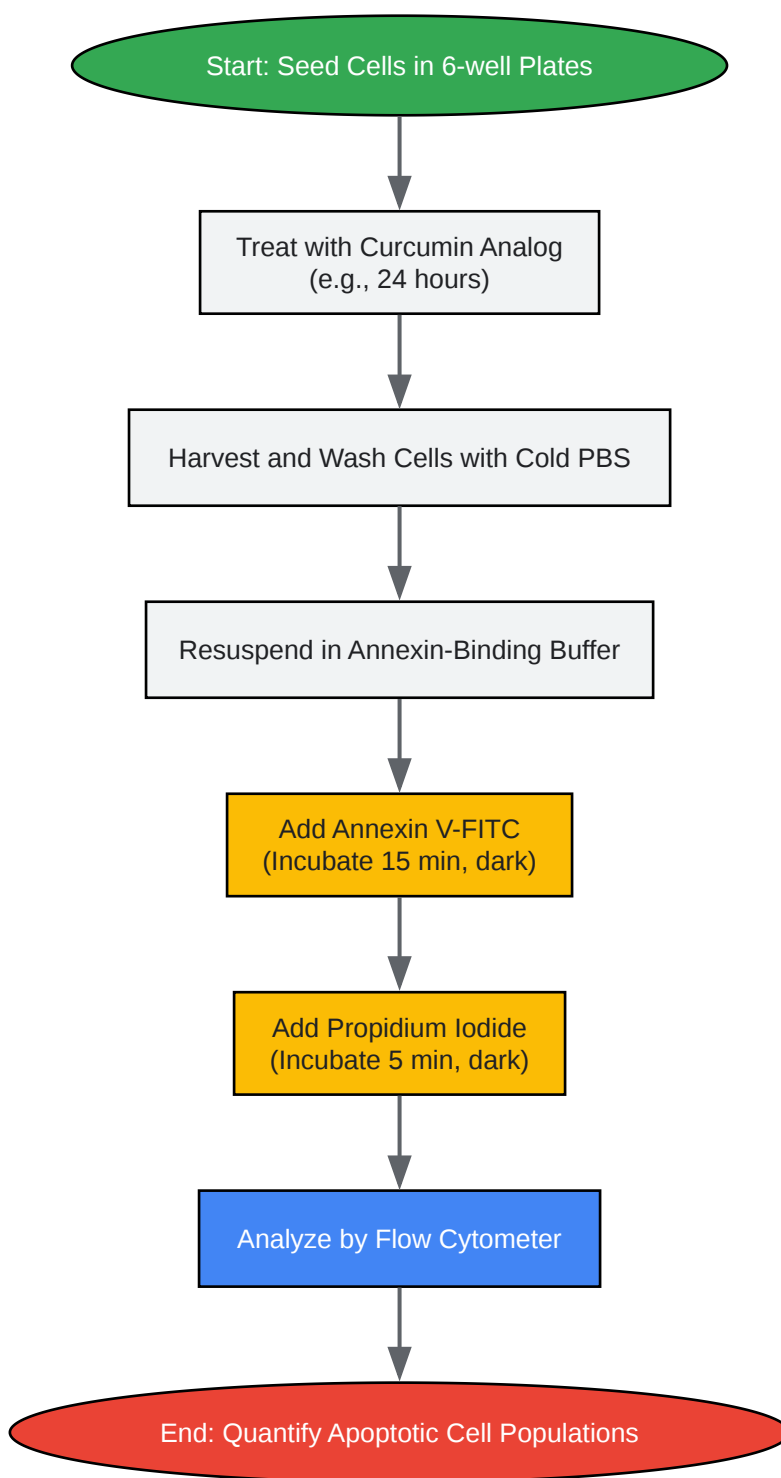 Start: Seed Cells in 6-well Plates
Treat with Curcumin Analog
(e.g., 24 hours)
Harvest and Wash Cells with Cold PBS
Resuspend in Annexin-Binding Buffer
Add Annexin V-FITC
(Incubate 15 min, dark)
Add Propidium Iodide
(Incubate 5 min, dark)
Analyze by Flow Cytometer
End: Quantify Apoptotic Cell Populations